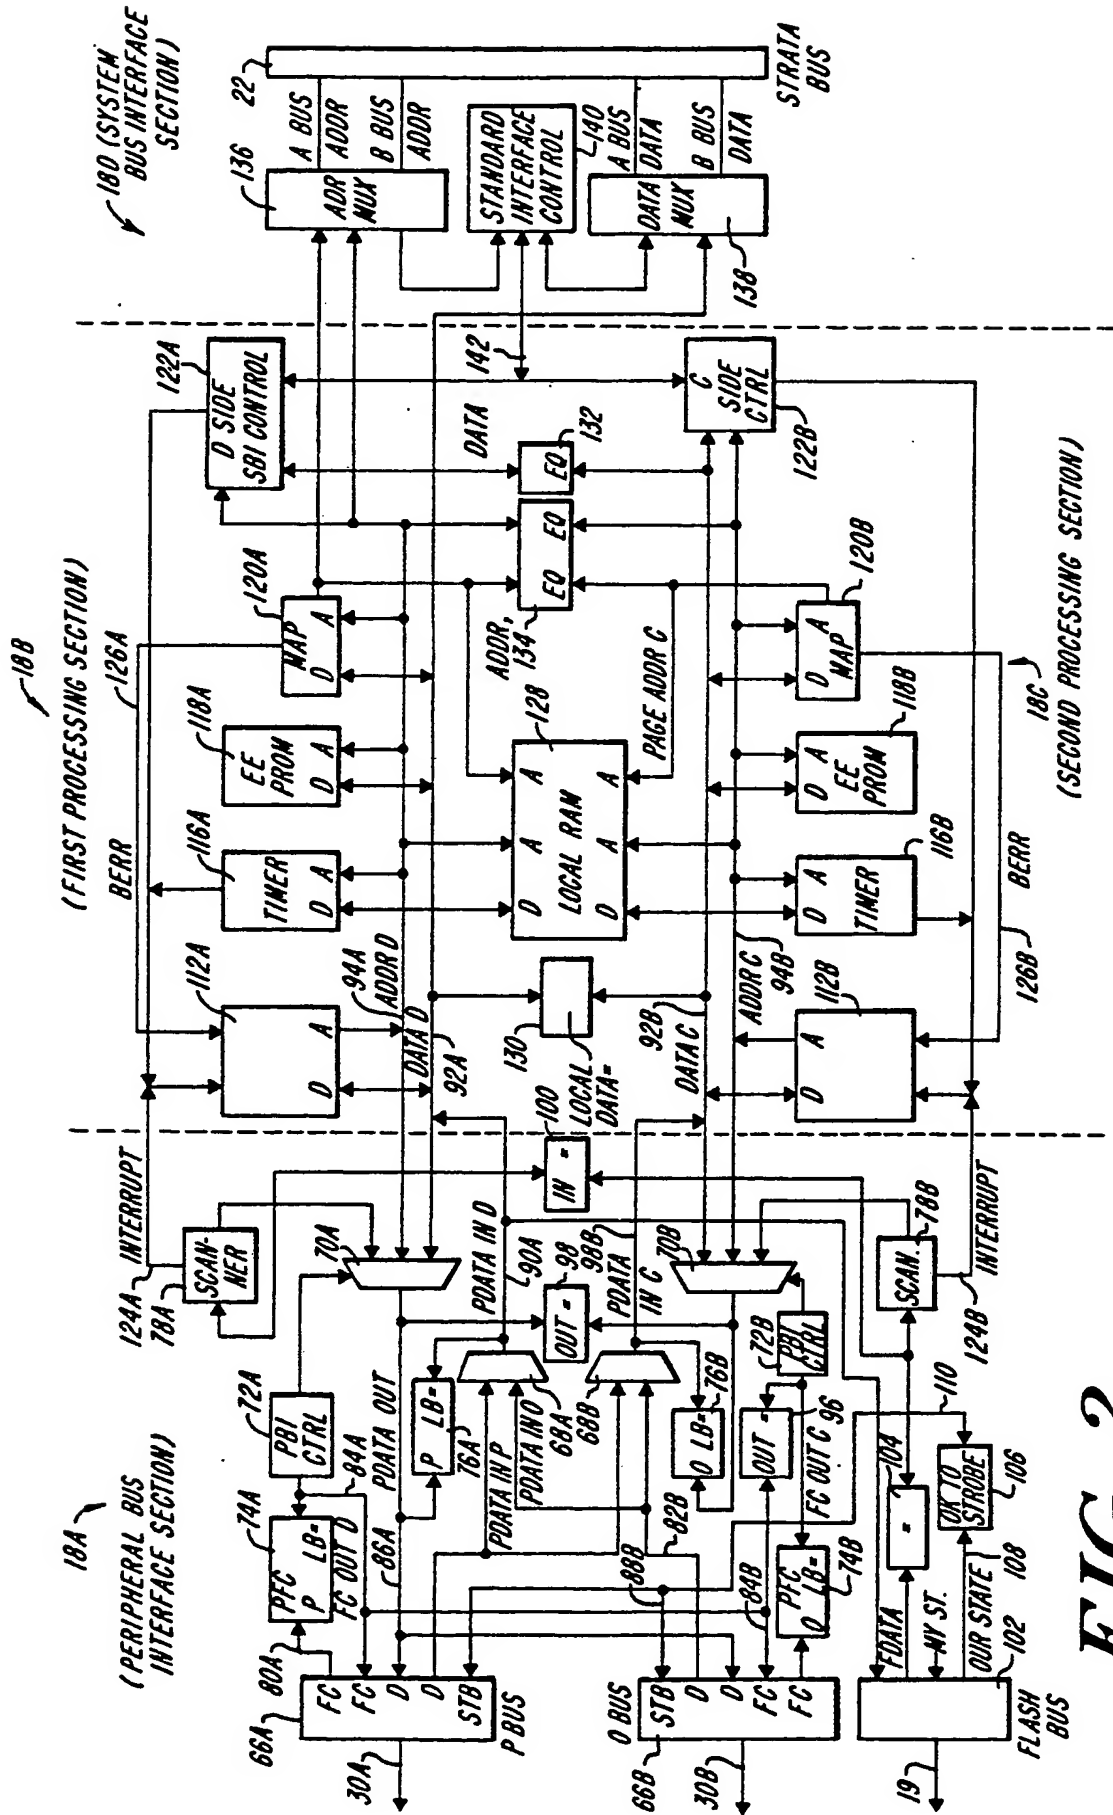 18A
(PERIPHERAL BUS
INTERFACE SECTION)
18B
(FIRST PROCESSING SECTION)
18D (SYSTEM
BUS INTERFACE
SECTION)
124A
INTERRUPT
78A
SCAN-
NER
72A
PBI
CTRL
74A
PFC
P LB=
84A
FC OUT D
66A
80A
FC
FC
D
D
STB
P BUS
30A
86A
PDATA OUT
P LB=
76A
70A
PDATA IN P
PDATA IN O
68A
PDATA IN D
90A
IN =
100
OUT =
98
98B
PDATA
IN C
68B
70B
O LB=
76B
72B
PBI
CTRL
OUT =
96
FC OUT C
82B
88B
84B
PFC
O LB=
74B
O BUS
STB
D
D
FC
FC
66B
30B
SCAN.
78B
INTERRUPT
124B
110
104
=
OK TO
STROBE
106
FDATA
MY ST.
OUR STATE
108
102
FLASH
BUS
19
BERR
126A
112A
D A
116A
TIMER
D A
118A
EE
PROM
D A
120A
MAP
D A
122A
D SIDE
SBI CONTROL
94A
ADDR D
DATA D
92A
130
LOCAL
DATA=
128
LOCAL RAM
D A A
D A A
ADDR,
134
EQ EQ
EQ
132
DATA
142
PAGE ADDR C
92B
DATA C
ADDR C
94B
112B
D A
TIMER
D A
116B
EE
PROM
D A
118B
MAP
D A
120B
C
SIDE
CTRL
122B
BERR
126B
18C
(SECOND PROCESSING SECTION)
136
ADR
MUX
A BUS
ADDR
B BUS
ADDR
22
STANDARD
INTERFACE
CONTROL
140
A BUS
DATA
B BUS
DATA
DATA
MUX
138
STRATA
BUS
FIG. 2